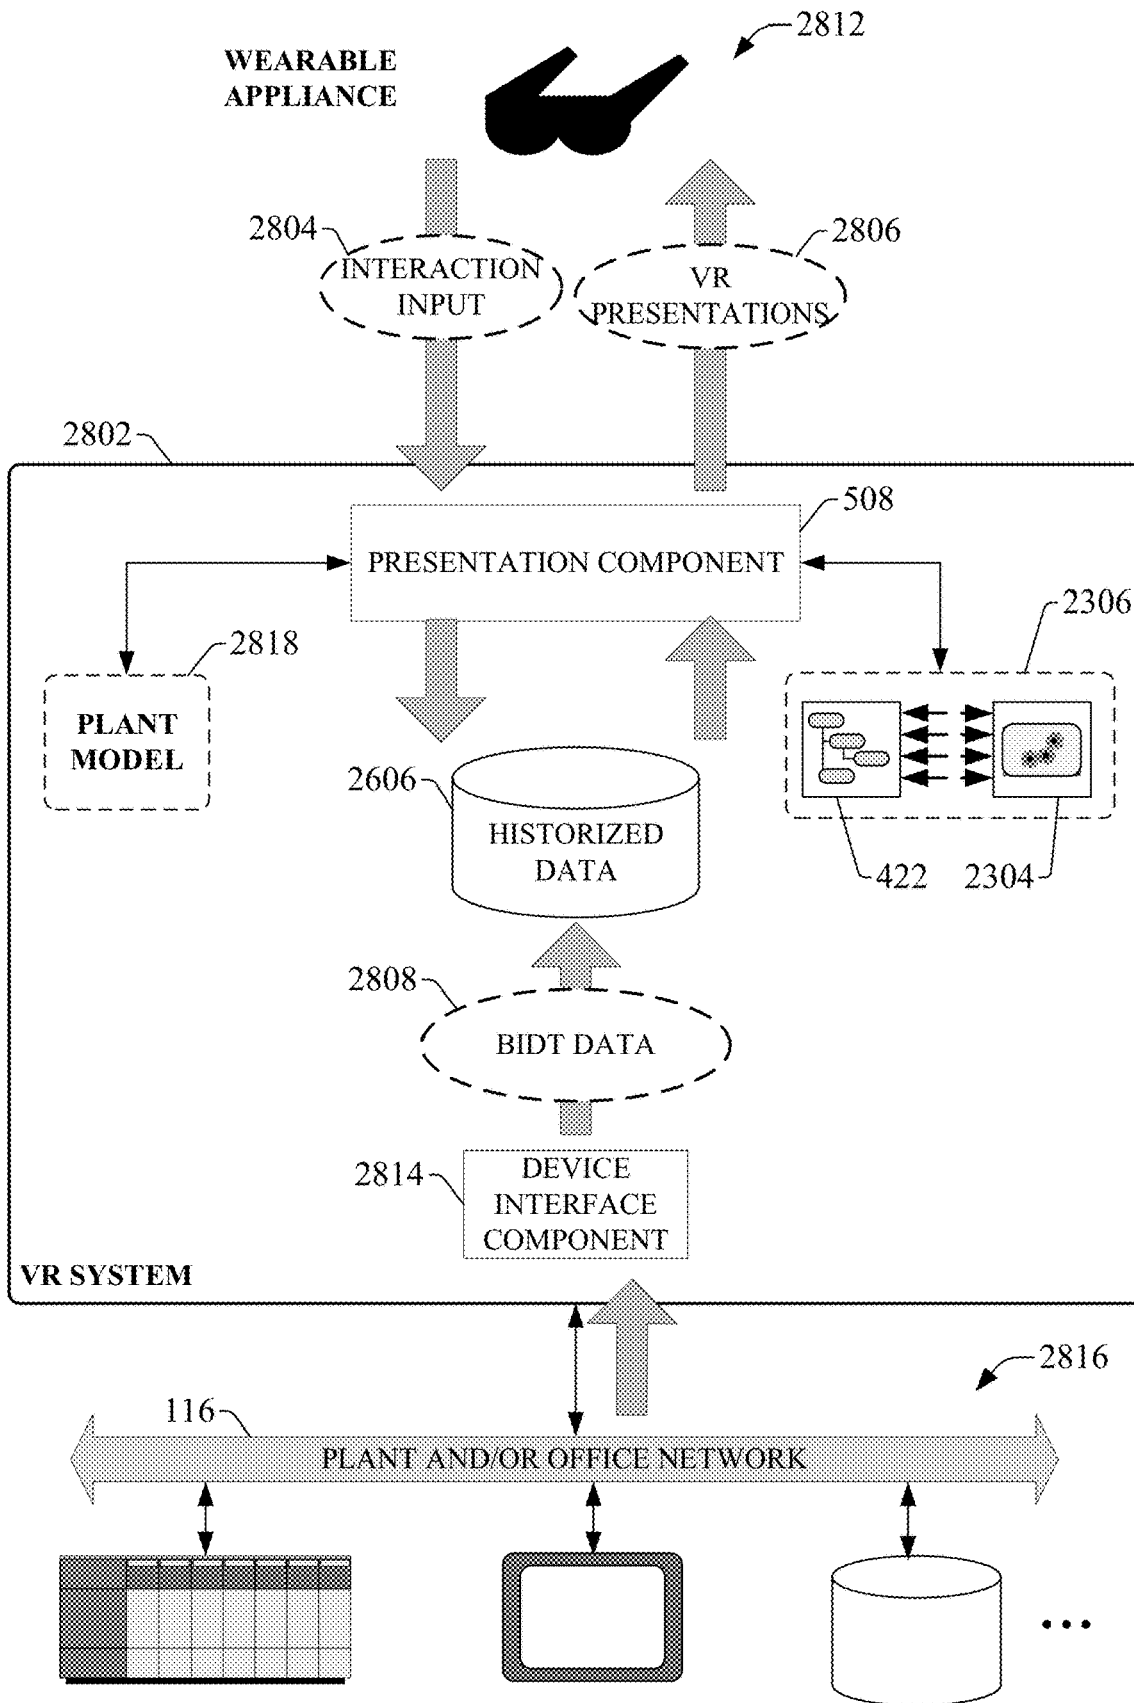 2812
WEARABLE
APPLIANCE
2804
2806
INTERACTION
INPUT
VR
PRESENTATIONS
2802
508
PRESENTATION COMPONENT
2306
2818
PLANT
MODEL
2606
HISTORIZED
DATA
422
2304
2808
BIDT DATA
2814
DEVICE
INTERFACE
COMPONENT
VR SYSTEM
2816
116
PLANT AND/OR OFFICE NETWORK